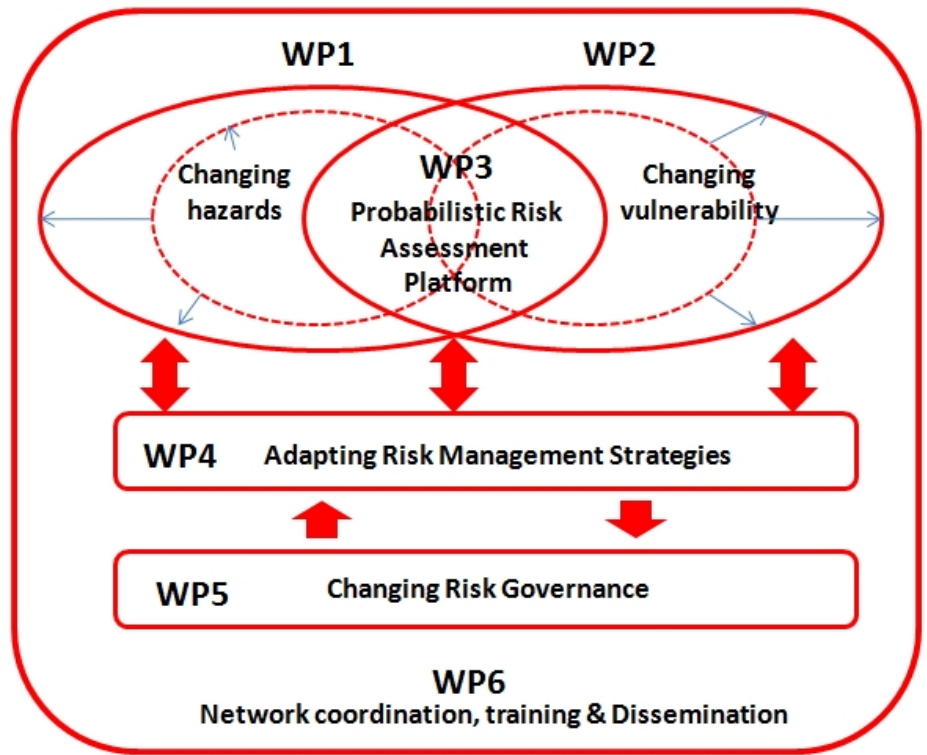 WP1
WP2
Changing
hazards
WP3
Probabilistic Risk
Assessment
Platform
Changing
vulnerability
WP4 Adapting Risk Management Strategies
WP5 Changing Risk Governance
WP6
Network coordination, training & Dissemination